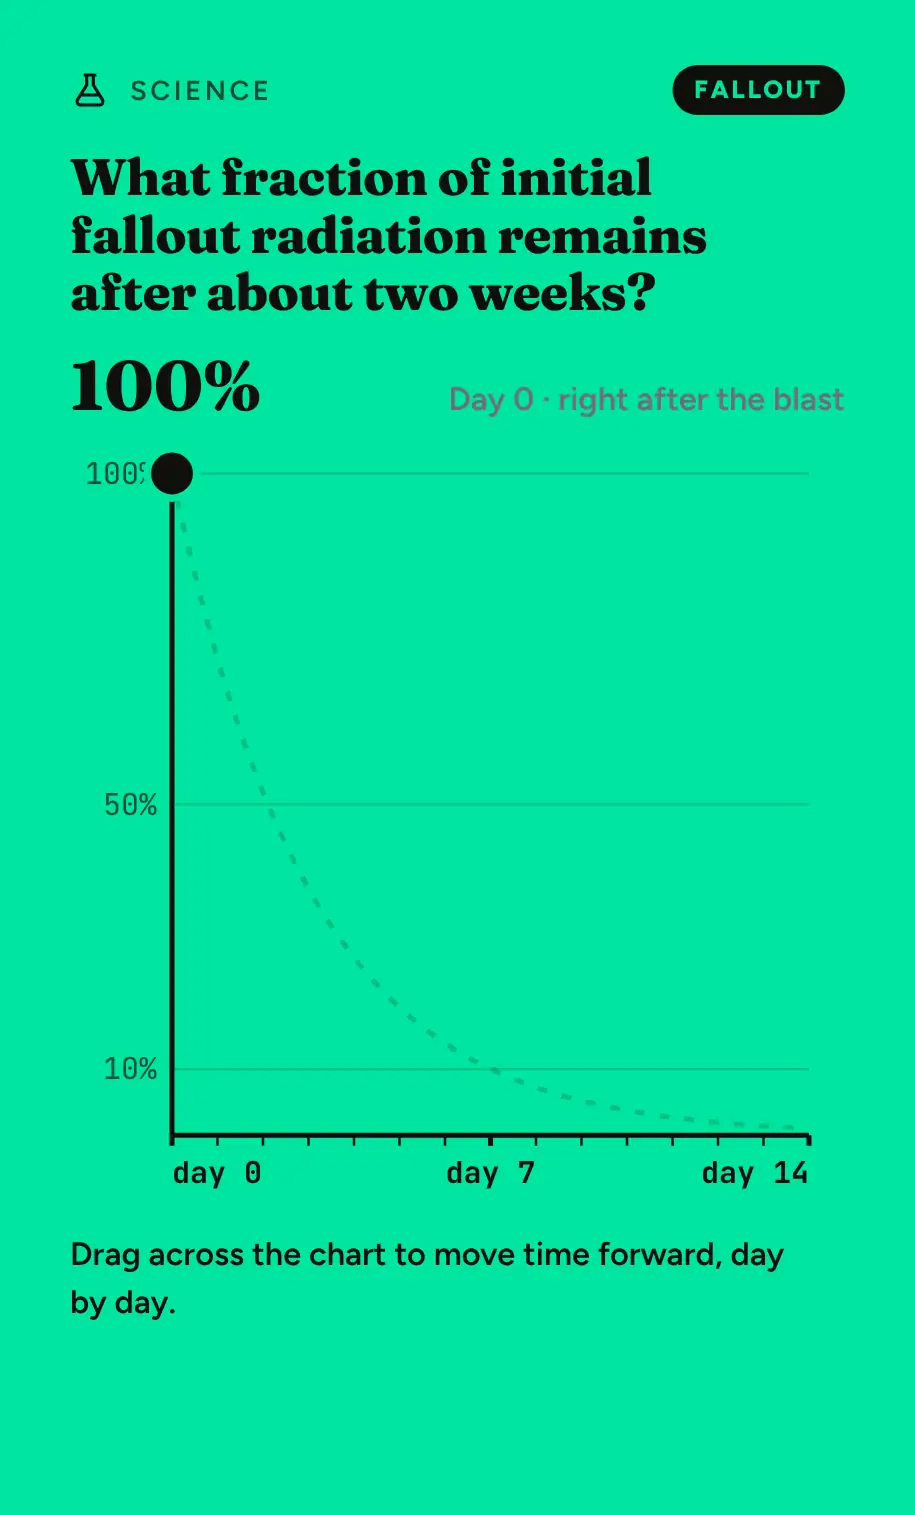 SCIENCE
FALLOUT
What fraction of initial
fallout radiation remains
after about two weeks?
100%
Day 0 · right after the blast
100%
50%
10%
day 0
day 7
day 14
Drag across the chart to move time forward, day
by day.